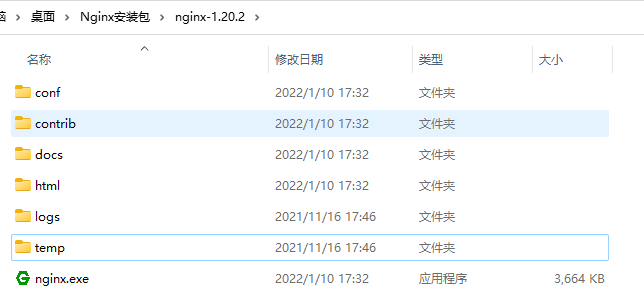 脑 › 桌面 › Nginx安装包 › nginx-1.20.2 ›
名称 修改日期 类型 大小
conf 2022/1/10 17:32 文件夹
contrib 2022/1/10 17:32 文件夹
docs 2022/1/10 17:32 文件夹
html 2022/1/10 17:32 文件夹
logs 2021/11/16 17:46 文件夹
temp 2021/11/16 17:46 文件夹
nginx.exe 2022/1/10 17:32 应用程序 3,664 KB